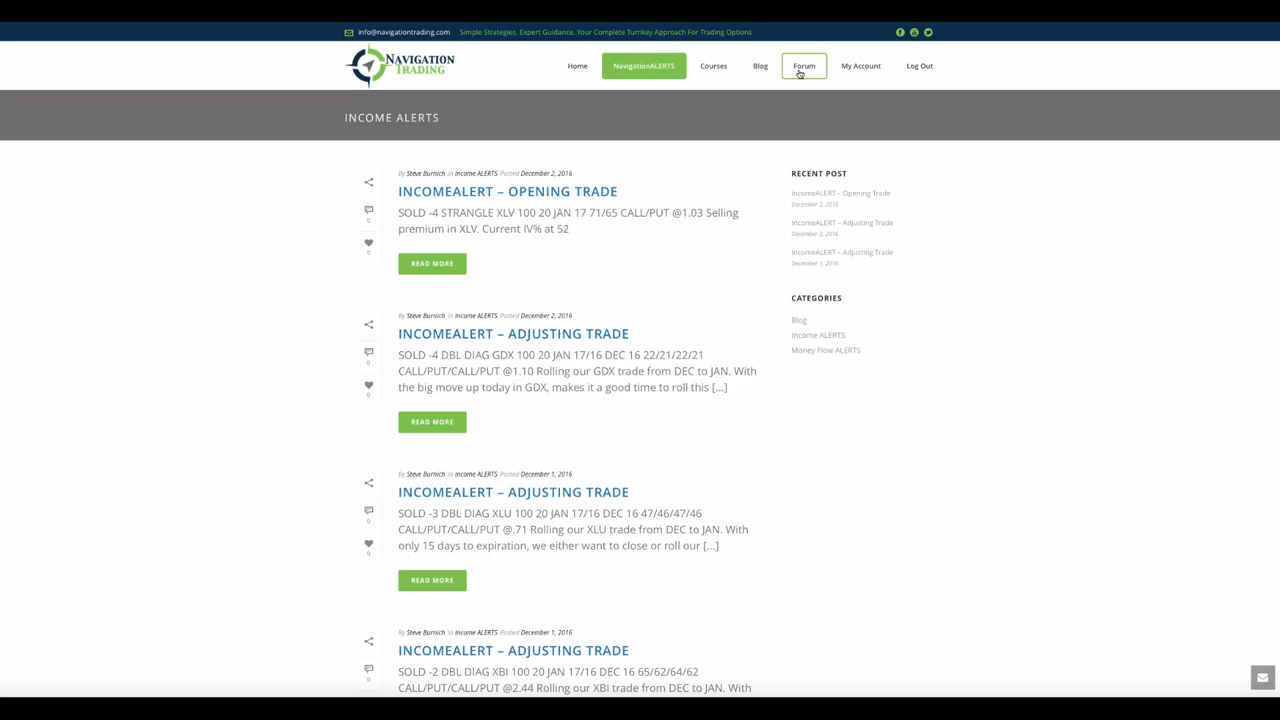 info@navigationtrading.com Simple Strategies. Expert Guidance. Your Complete Turnkey Approach For Trading Options
NAVIGATION
TRADING
Home NavigationALERTS Courses Blog Forum My Account Log Out
INCOME ALERTS
By Steve Burnich In Income ALERTS Posted December 2, 2016
INCOMEALERT – OPENING TRADE
SOLD -4 STRANGLE XLV 100 20 JAN 17 71/65 CALL/PUT @1.03 Selling
premium in XLV. Current IV% at 52
0
0
READ MORE
By Steve Burnich In Income ALERTS Posted December 2, 2016
INCOMEALERT – ADJUSTING TRADE
SOLD -4 DBL DIAG GDX 100 20 JAN 17/16 DEC 16 22/21/22/21
CALL/PUT/CALL/PUT @1.10 Rolling our GDX trade from DEC to JAN. With
the big move up today in GDX, makes it a good time to roll this [...]
0
0
READ MORE
By Steve Burnich In Income ALERTS Posted December 1, 2016
INCOMEALERT – ADJUSTING TRADE
SOLD -3 DBL DIAG XLU 100 20 JAN 17/16 DEC 16 47/46/47/46
CALL/PUT/CALL/PUT @.71 Rolling our XLU trade from DEC to JAN. With
only 15 days to expiration, we either want to close or roll our [...]
0
0
READ MORE
By Steve Burnich In Income ALERTS Posted December 1, 2016
INCOMEALERT – ADJUSTING TRADE
SOLD -2 DBL DIAG XBI 100 20 JAN 17/16 DEC 16 65/62/64/62
CALL/PUT/CALL/PUT @2.44 Rolling our XBI trade from DEC to JAN. With
0
RECENT POST
IncomeALERT – Opening Trade
December 2, 2016
IncomeALERT – Adjusting Trade
December 2, 2016
IncomeALERT – Adjusting Trade
December 1, 2016
CATEGORIES
Blog
Income ALERTS
Money Flow ALERTS